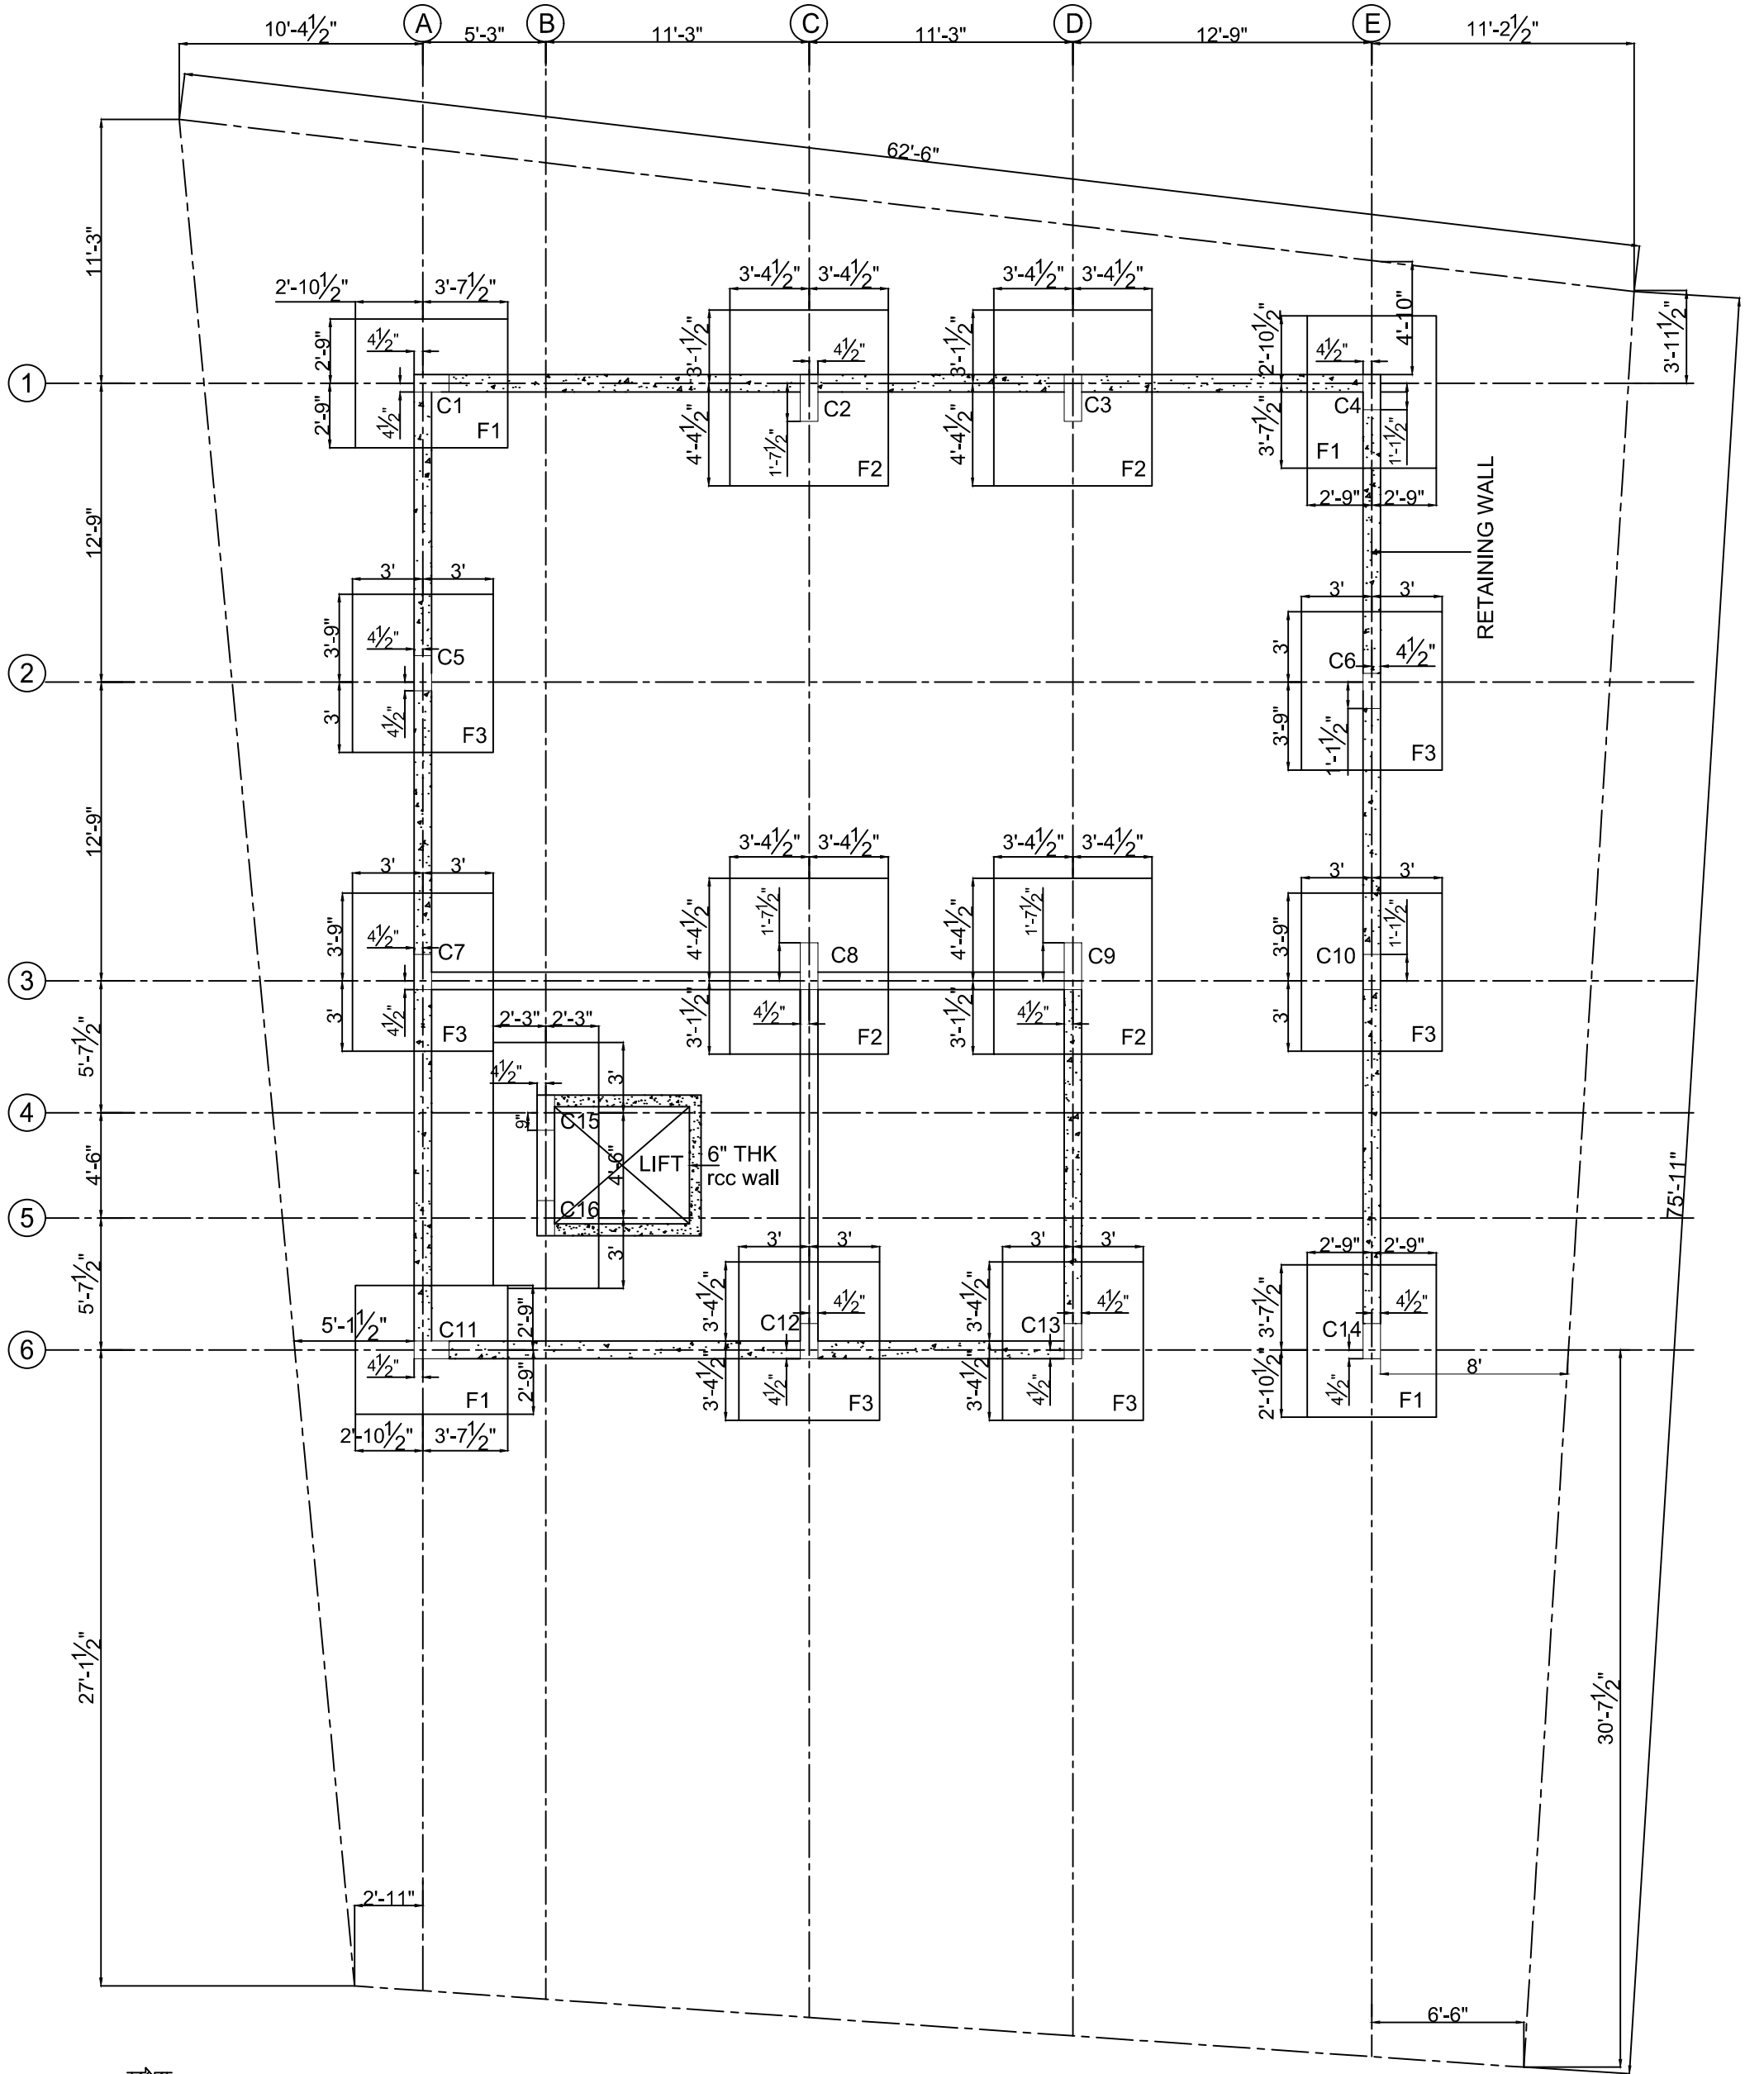 A B C D E
10'-4½" 5'-3" 11'-3" 11'-3" 12'-9" 11'-2½"
62'-6"
11'-3"
2'-10½" 3'-7½" 3'-4½" 3'-4½" 3'-4½" 3'-4½"
4'-10" 3'-11½"
2'-9" 4½" 3'-1½" 4½" 3'-1½" 2'-10½" 4½"
1
2'-9" 4½" C1 F1
4'-4½" 1'-7½" C2 F2
4'-4½" C3 F2
3'-7½" C4 F1 1'-1½"
2'-9" 2'-9"
RETAINING WALL
12'-9"
3' 3' 3' 3'
3'-9" 4½" C5 3' C6 4½"
2
3' 4½" F3 3'-9" 1'-1½" F3
12'-9"
3'-4½" 3'-4½" 3'-4½" 3'-4½"
3' 3' 3' 3'
3'-9" 4½" C7
4'-4½" 1'-7½" C8
4'-4½" 1'-7½" C9
3'-9" C10 1'-1½"
3
3' 4½" F3 2'-3" 2'-3"
3'-1½" 4½" F2
3'-1½" 4½" F2
3' F3
5'-7½"
4½" 3'
4
9" C15
4'-6" 4'-6" LIFT 6" THK
rcc wall
C16
5
75'-11"
3' 3' 3' 3' 3' 2'-9" 2'-9"
5'-7½"
5'-1½" C11 2'-9" 3'-4½" C12 4½" 3'-4½" C13 4½" 3'-7½" C14 4½"
6
4½" F1 2'-9" 3'-4½" 4½" F3 3'-4½" 4½" F3 2'-10½" 4½" F1 8'
2'-10½" 3'-7½"
27'-1½"
30'-7½"
2'-11"
6'-6"